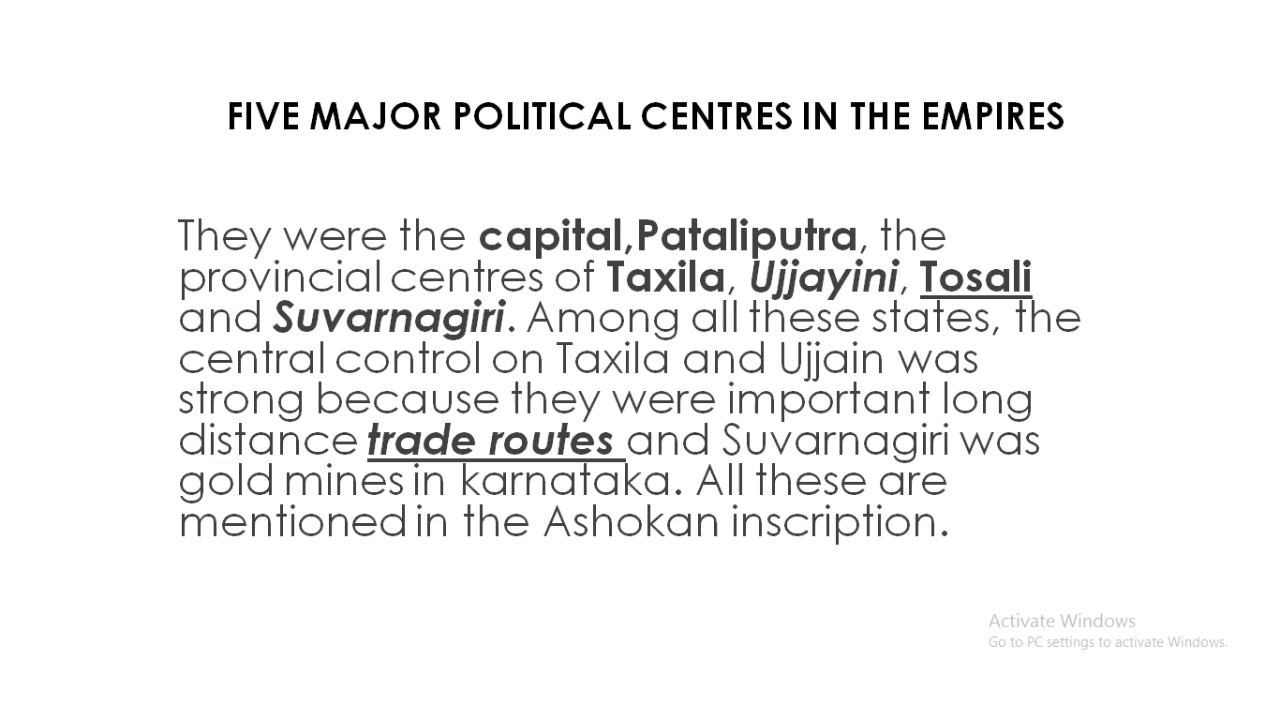 FIVE MAJOR POLITICAL CENTRES IN THE EMPIRES
They were the capital,Pataliputra, the
provincial centres of Taxila, Ujjayini, Tosali
and Suvarnagiri. Among all these states, the
central control on Taxila and Ujjain was
strong because they were important long
distance trade routes and Suvarnagiri was
gold mines in karnataka. All these are
mentioned in the Ashokan inscription.
Activate Windows
Go to PC settings to activate Windows.